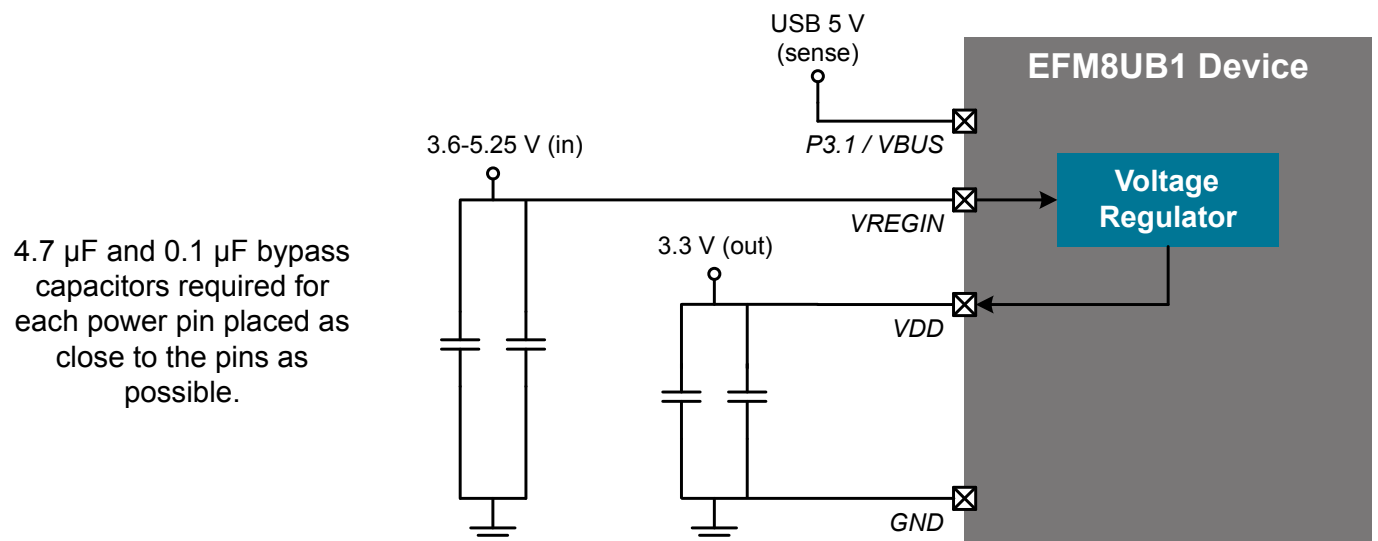 USB 5 V
(sense)
EFM8UB1 Device
P3.1 / VBUS
3.6-5.25 V (in)
Voltage
Regulator
VREGIN
4.7 µF and 0.1 µF bypass
capacitors required for
each power pin placed as
close to the pins as
possible.
3.3 V (out)
VDD
GND